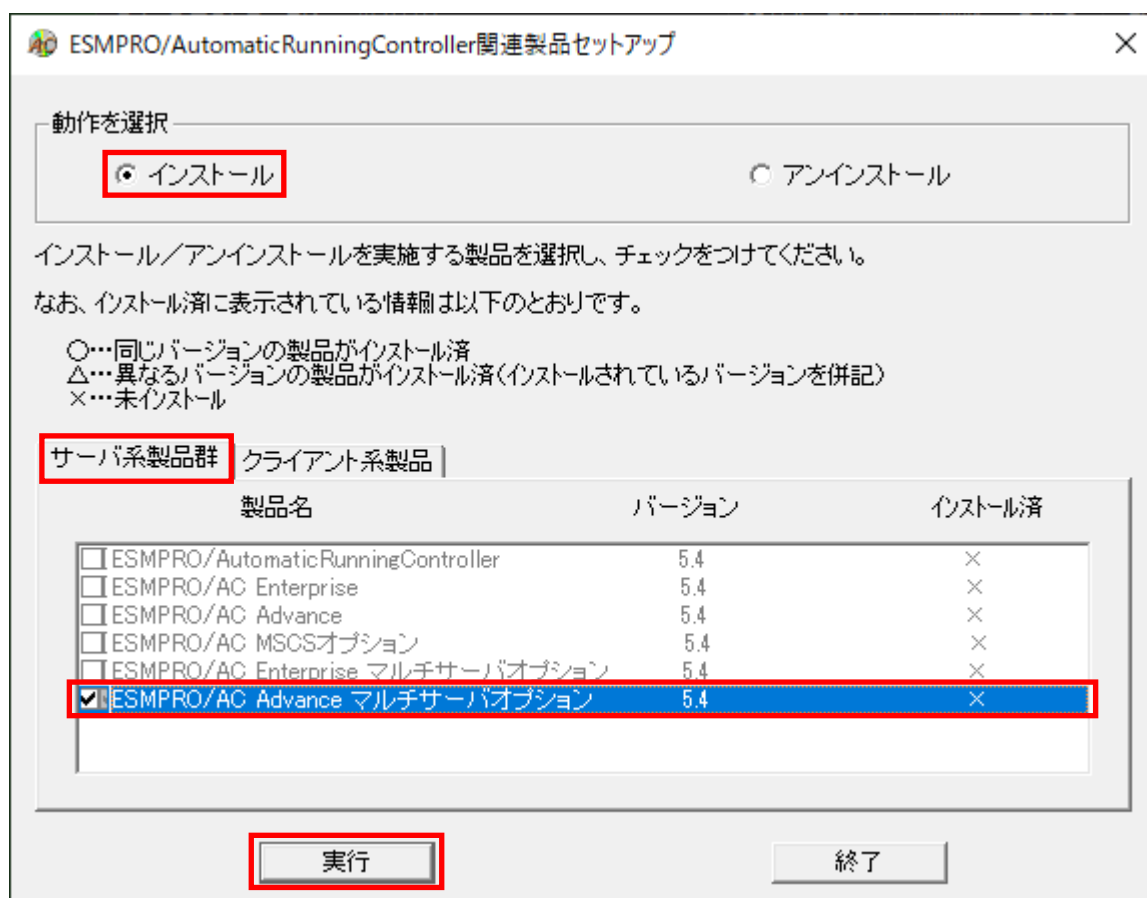 ESMPRO/AutomaticRunningController関連製品セットアップ
動作を選択
インストール アンインストール
インストール／アンインストールを実施する製品を選択し、チェックをつけてください。
なお、インストール済に表示されている情報は以下のとおりです。
○…同じバージョンの製品がインストール済
△…異なるバージョンの製品がインストール済(インストールされているバージョンを併記)
×…未インストール
サーバ系製品群 クライアント系製品
製品名 バージョン インストール済
ESMPRO/AutomaticRunningController 5.4 ×
ESMPRO/AC Enterprise 5.4 ×
ESMPRO/AC Advance 5.4 ×
ESMPRO/AC MSCSオプション 5.4 ×
ESMPRO/AC Enterprise マルチサーバオプション 5.4 ×
ESMPRO/AC Advance マルチサーバオプション 5.4 ×
実行 終了